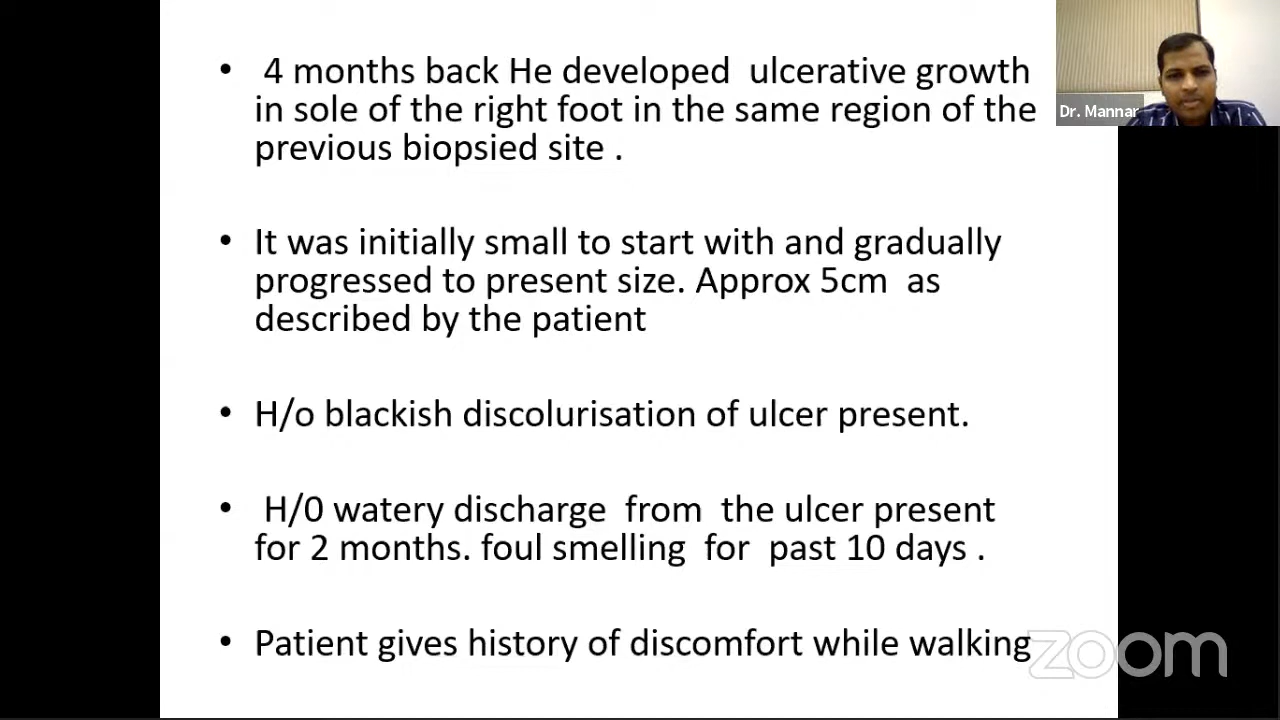 • 4 months back He developed ulcerative growth
in sole of the right foot in the same region of the
previous biopsied site .
• It was initially small to start with and gradually
progressed to present size. Approx 5cm as
described by the patient
• H/o blackish discolurisation of ulcer present.
• H/0 watery discharge from the ulcer present
for 2 months. foul smelling for past 10 days .
• Patient gives history of discomfort while walking
Dr. Mannar
zoom